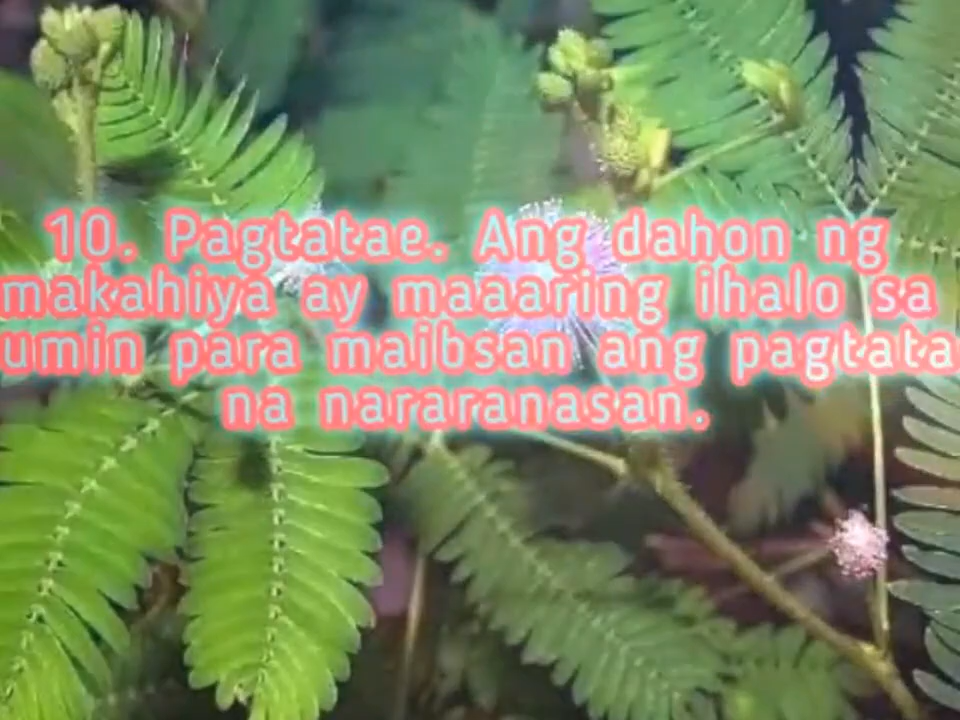 10. Pagtatae. Ang dahon ng
makahiya ay maaaring ihalo sa
umin para maibsan ang pagtata
na nararanasan.